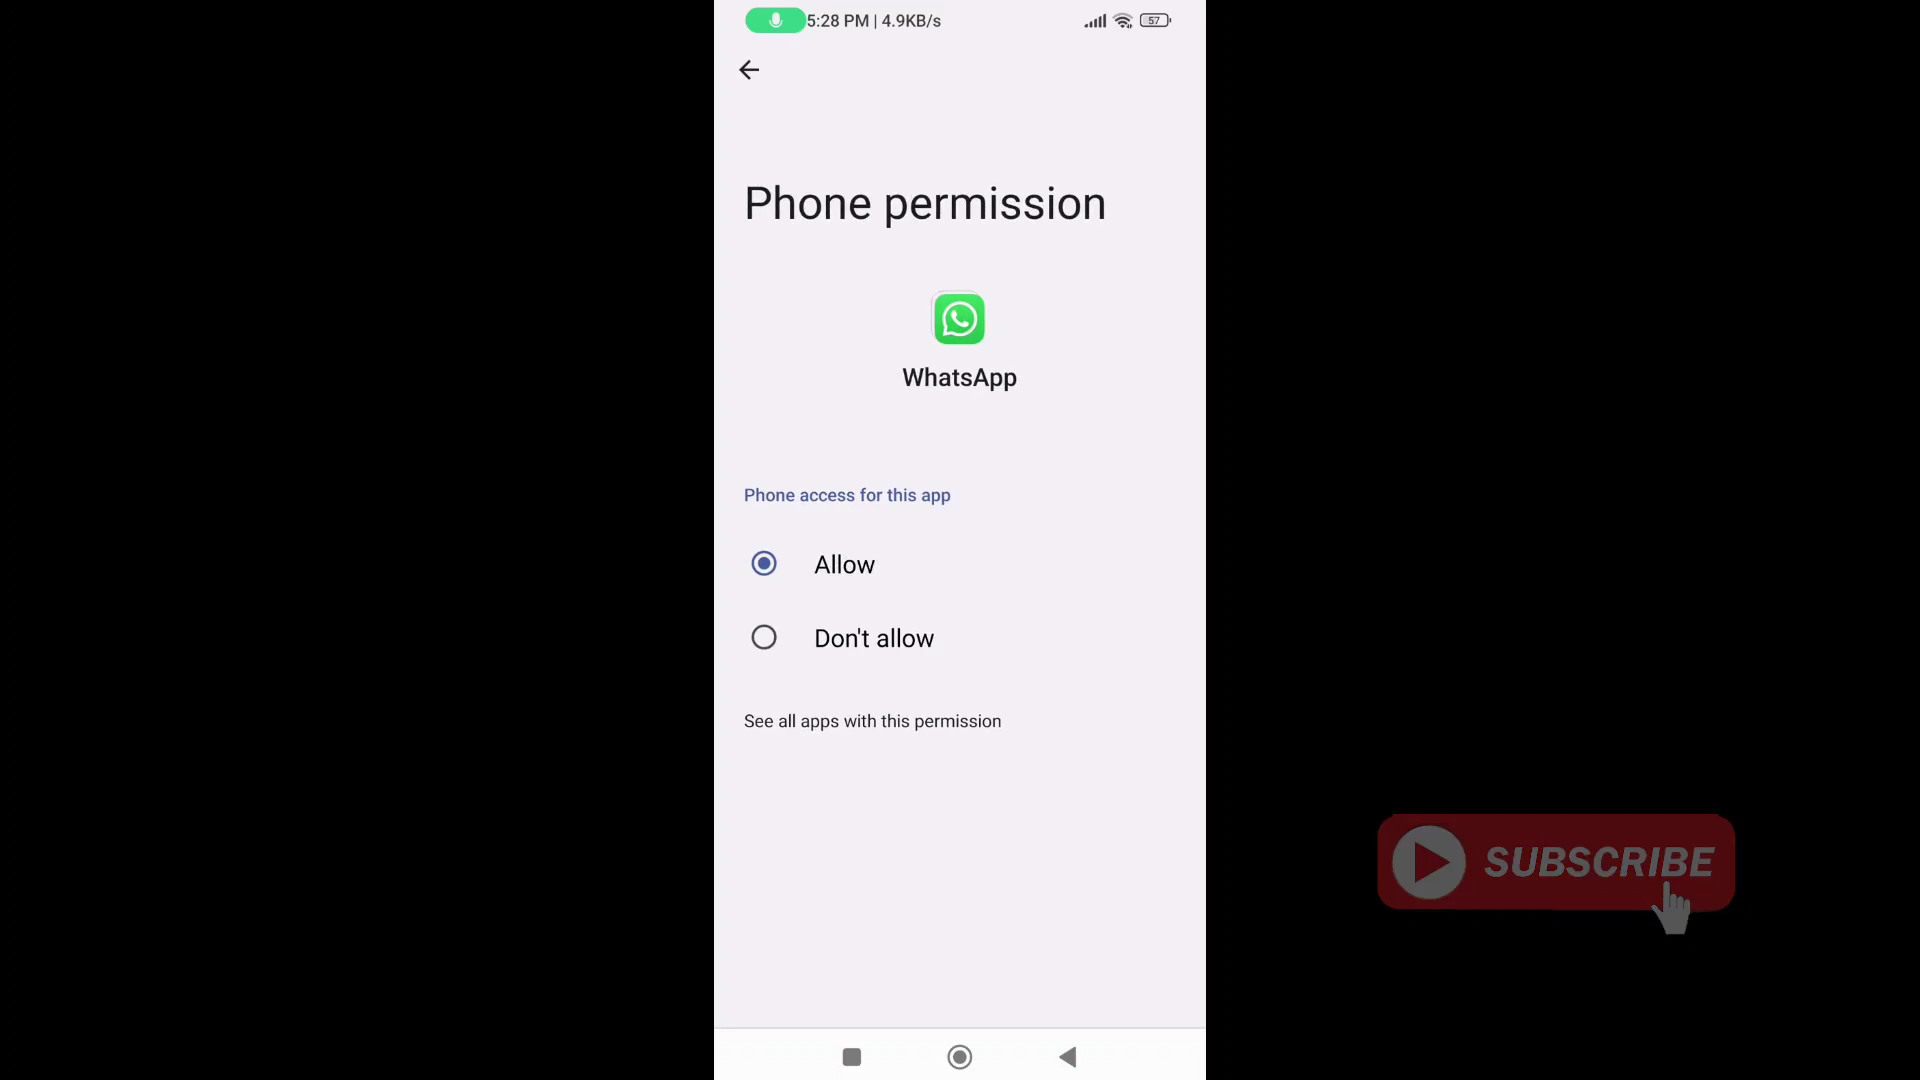 5:28 PM | 4.9KB/s
57
Phone permission
WhatsApp
Phone access for this app
Allow
Don't allow
See all apps with this permission
SUBSCRIBE